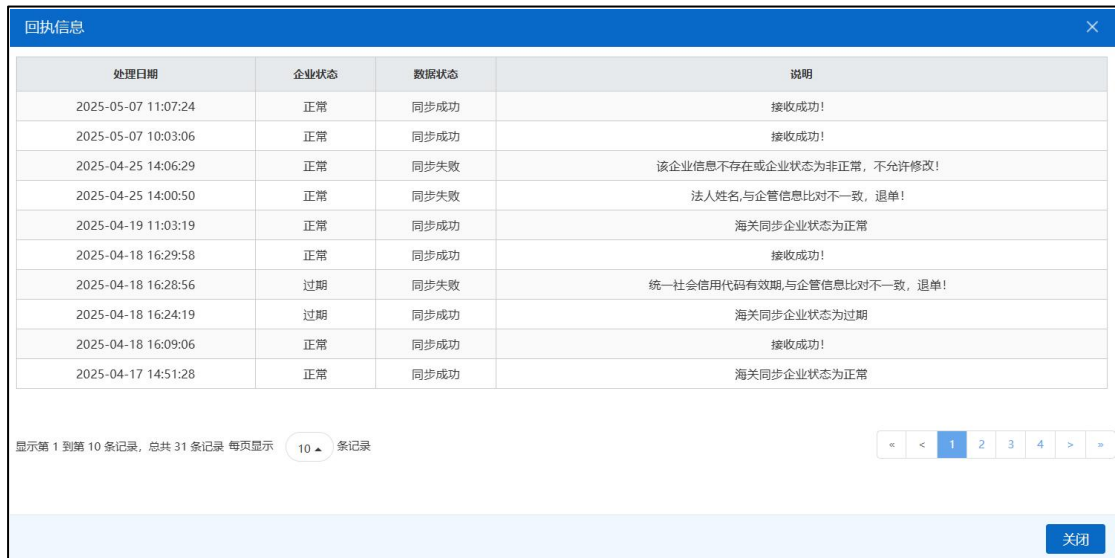 回执信息
处理日期 企业状态 数据状态 说明
2025-05-07 11:07:24 正常 同步成功 接收成功!
2025-05-07 10:03:06 正常 同步成功 接收成功!
2025-04-25 14:06:29 正常 同步失败 该企业信息不存在或企业状态为非正常，不允许修改!
2025-04-25 14:00:50 正常 同步失败 法人姓名,与企管信息比对不一致，退单!
2025-04-19 11:03:19 正常 同步成功 海关同步企业状态为正常
2025-04-18 16:29:58 正常 同步成功 接收成功!
2025-04-18 16:28:56 过期 同步失败 统一社会信用代码有效期,与企管信息比对不一致，退单!
2025-04-18 16:24:19 过期 同步成功 海关同步企业状态为过期
2025-04-18 16:09:06 正常 同步成功 接收成功!
2025-04-17 14:51:28 正常 同步成功 海关同步企业状态为正常
显示第 1 到第 10 条记录，总共 31 条记录 每页显示 10 条记录 « < 1 2 3 4 > »
关闭